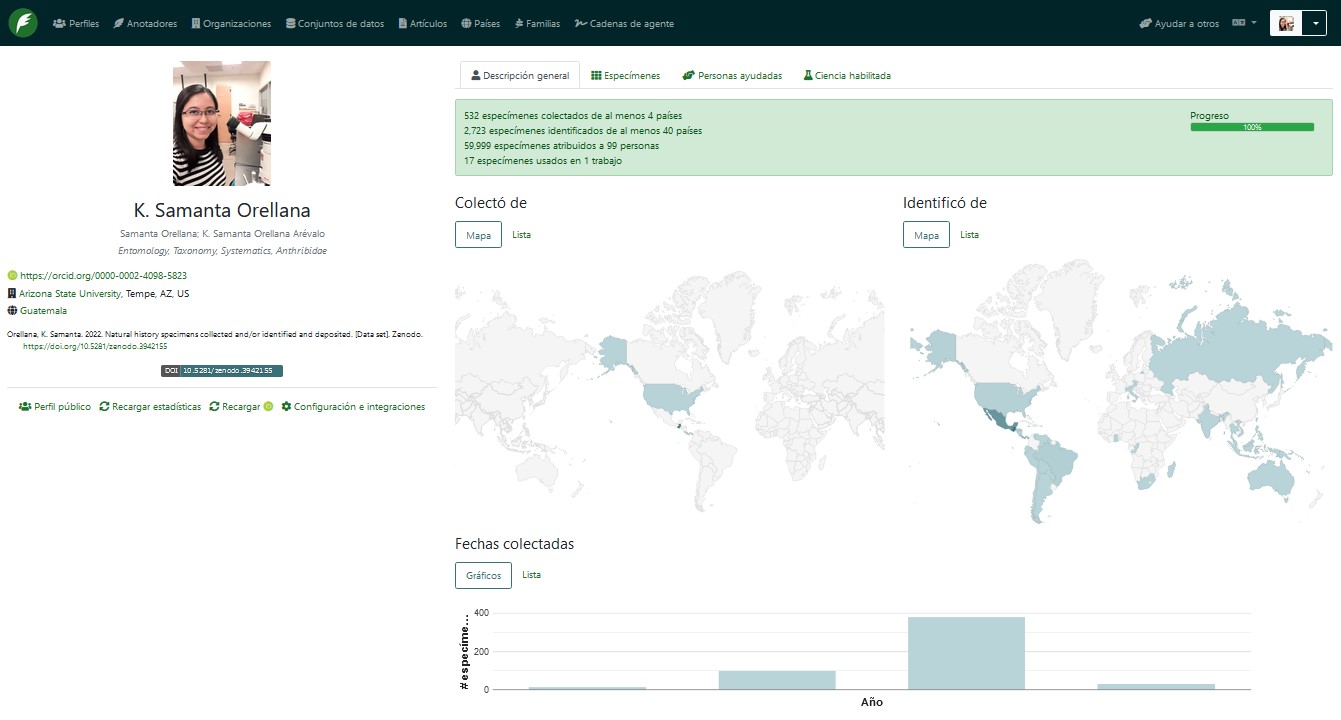 Perfiles Anotadores Organizaciones Conjuntos de datos Artículos Países Familias Cadenas de agente Ayudar a otros
K. Samanta Orellana
Samanta Orellana; K. Samanta Orellana Arévalo
Entomology, Taxonomy, Systematics, Anthribidae
https://orcid.org/0000-0002-4098-5823
Arizona State University, Tempe, AZ, US
Guatemala
Orellana, K. Samanta. 2022. Natural history specimens collected and/or identified and deposited. [Data set]. Zenodo.
https://doi.org/10.5281/zenodo.3942155
DOI 10.5281/zenodo.3942155
Perfil público Recargar estadísticas Recargar Configuración e integraciones
Descripción general Especímenes Personas ayudadas Ciencia habilitada
532 especímenes colectados de al menos 4 países
2,723 especímenes identificados de al menos 40 países
59,999 especímenes atribuidos a 99 personas
17 especímenes usados en 1 trabajo
Progreso
100%
Colectó de
Mapa Lista
Identificó de
Mapa Lista
Fechas colectadas
Gráficos Lista
# especíme...
400
200
0
Año